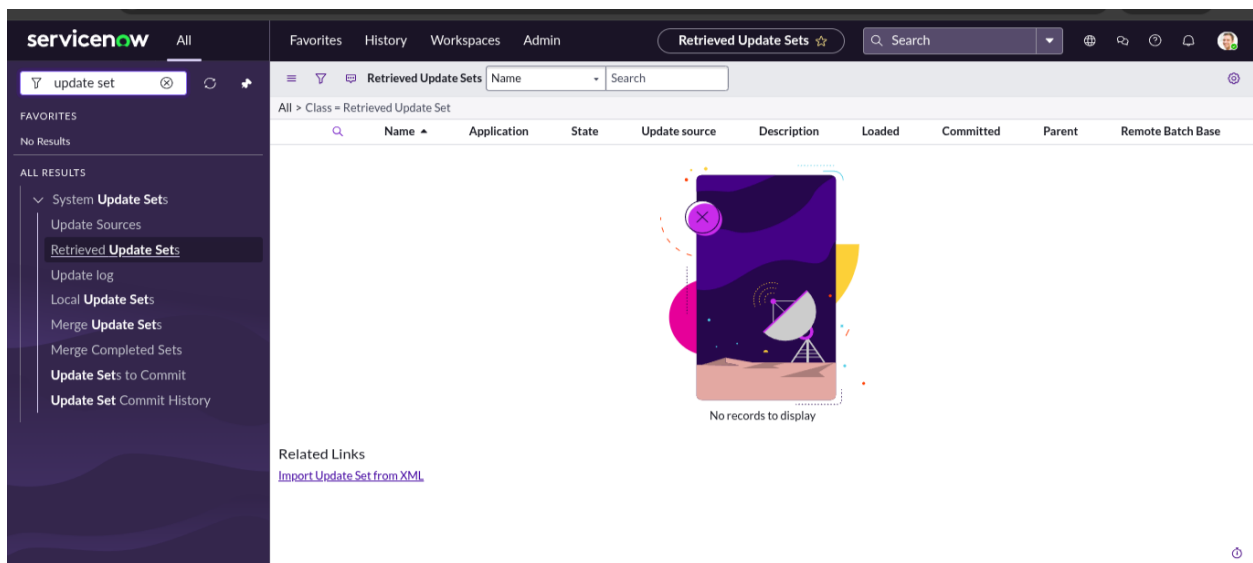 servicenow All Favorites History Workspaces Admin Retrieved Update Sets Search
update set
FAVORITES
No Results
ALL RESULTS
System Update Sets
Update Sources
Retrieved Update Sets
Update log
Local Update Sets
Merge Update Sets
Merge Completed Sets
Update Sets to Commit
Update Set Commit History
Retrieved Update Sets Name Search
All > Class = Retrieved Update Set
Name Application State Update source Description Loaded Committed Parent Remote Batch Base
No records to display
Related Links
Import Update Set from XML